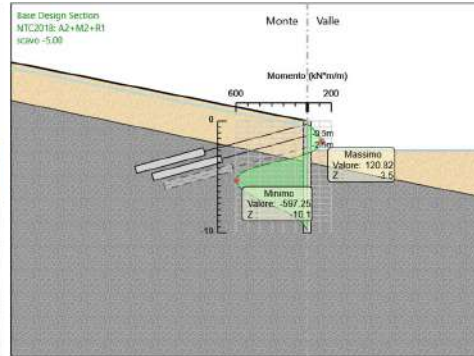 Base Design Section
NTC2018: A2+M2+R1
scavo -5.00
Monte
Valle
Momento (kN*m/m)
600
200
0
Massimo
Valore: 120.82
Z -3.5
Minimo
Valore: -597.25
Z -10.1
-10